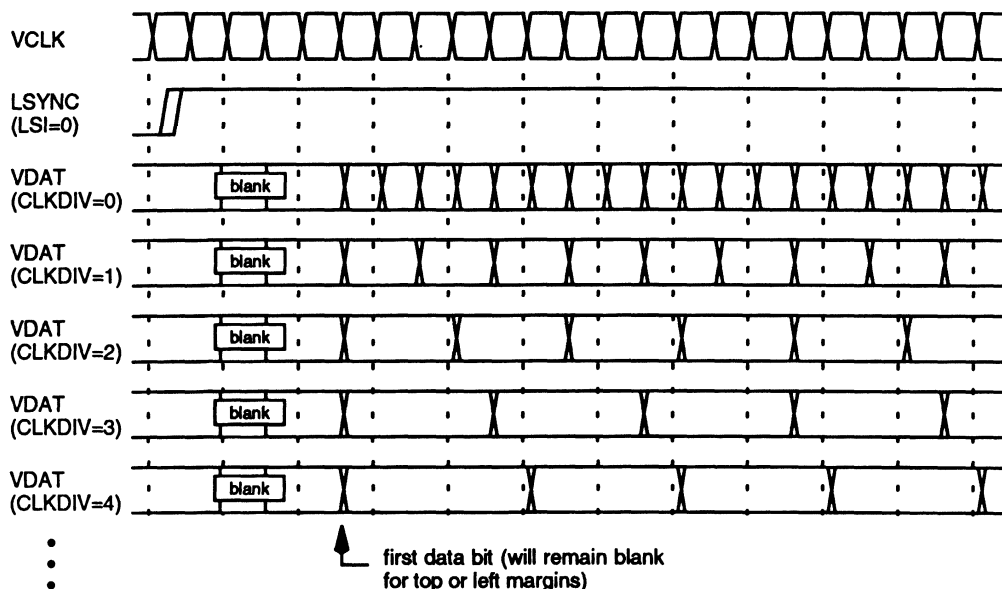 VCLK
LSYNC
(LSI=0)
VDAT
(CLKDIV=0)
blank
VDAT
(CLKDIV=1)
blank
VDAT
(CLKDIV=2)
blank
VDAT
(CLKDIV=3)
blank
VDAT
(CLKDIV=4)
blank
first data bit (will remain blank
for top or left margins)